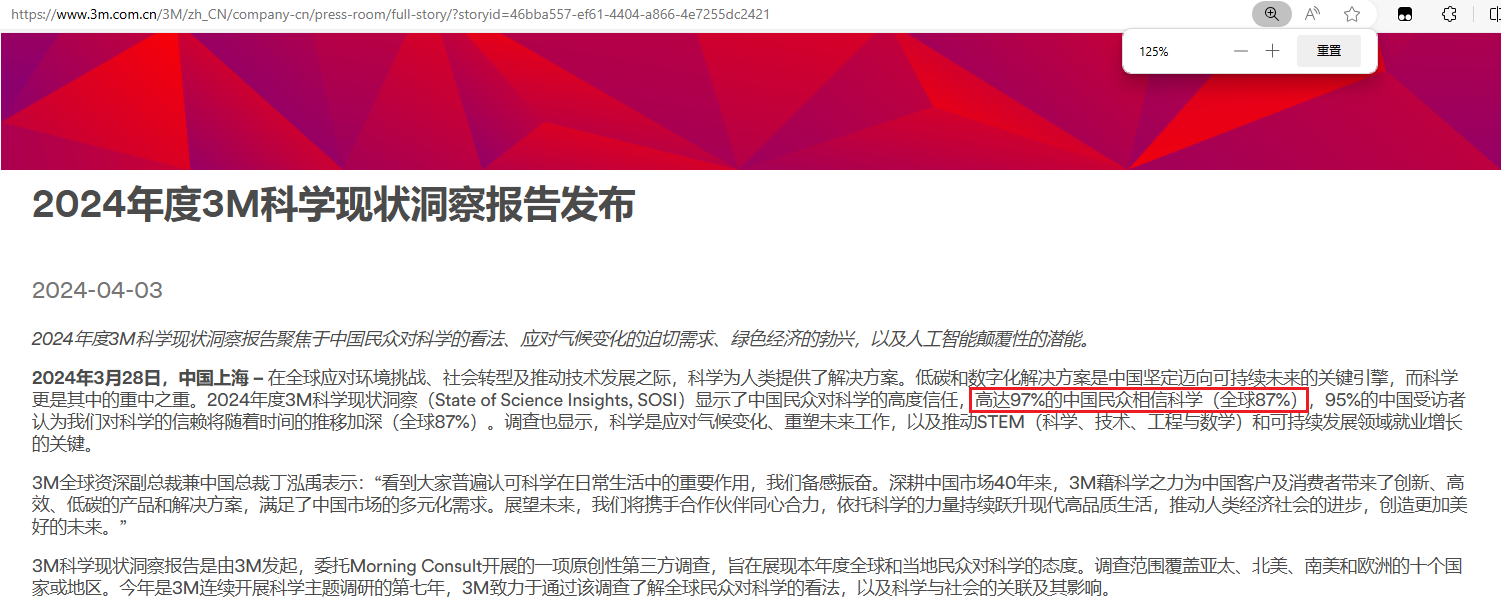 https://www.3m.com.cn/3M/zh_CN/company-cn/press-room/full-story/?storyid=46bba557-ef61-4404-a866-4e7255dc2421
125%
重置
2024年度3M科学现状洞察报告发布
2024-04-03
2024年度3M科学现状洞察报告聚焦于中国民众对科学的看法、应对气候变化的迫切需求、绿色经济的勃兴，以及人工智能颠覆性的潜能。
2024年3月28日，中国上海 – 在全球应对环境挑战、社会转型及推动技术发展之际，科学为人类提供了解决方案。低碳和数字化解决方案是中国坚定迈向可持续未来的关键引擎，而科学
更是其中的重中之重。2024年度3M科学现状洞察（State of Science Insights, SOSI）显示了中国民众对科学的高度信任，高达97%的中国民众相信科学（全球87%），95%的中国受访者
认为我们对科学的信赖将随着时间的推移加深（全球87%）。调查也显示，科学是应对气候变化、重塑未来工作，以及推动STEM（科学、技术、工程与数学）和可持续发展领域就业增长
的关键。
3M全球资深副总裁兼中国总裁丁泓禹表示：“看到大家普遍认可科学在日常生活中的重要作用，我们备感振奋。深耕中国市场40年来，3M藉科学之力为中国客户及消费者带来了创新、高
效、低碳的产品和解决方案，满足了中国市场的多元化需求。展望未来，我们将携手合作伙伴同心合力，依托科学的力量持续跃升现代高品质生活，推动人类经济社会的进步，创造更加美
好的未来。”
3M科学现状洞察报告是由3M发起，委托Morning Consult开展的一项原创性第三方调查，旨在展现本年度全球和当地民众对科学的态度。调查范围覆盖亚太、北美、南美和欧洲的十个国
家或地区。今年是3M连续开展科学主题调研的第七年，3M致力于通过该调查了解全球民众对科学的看法，以及科学与社会的关联及其影响。